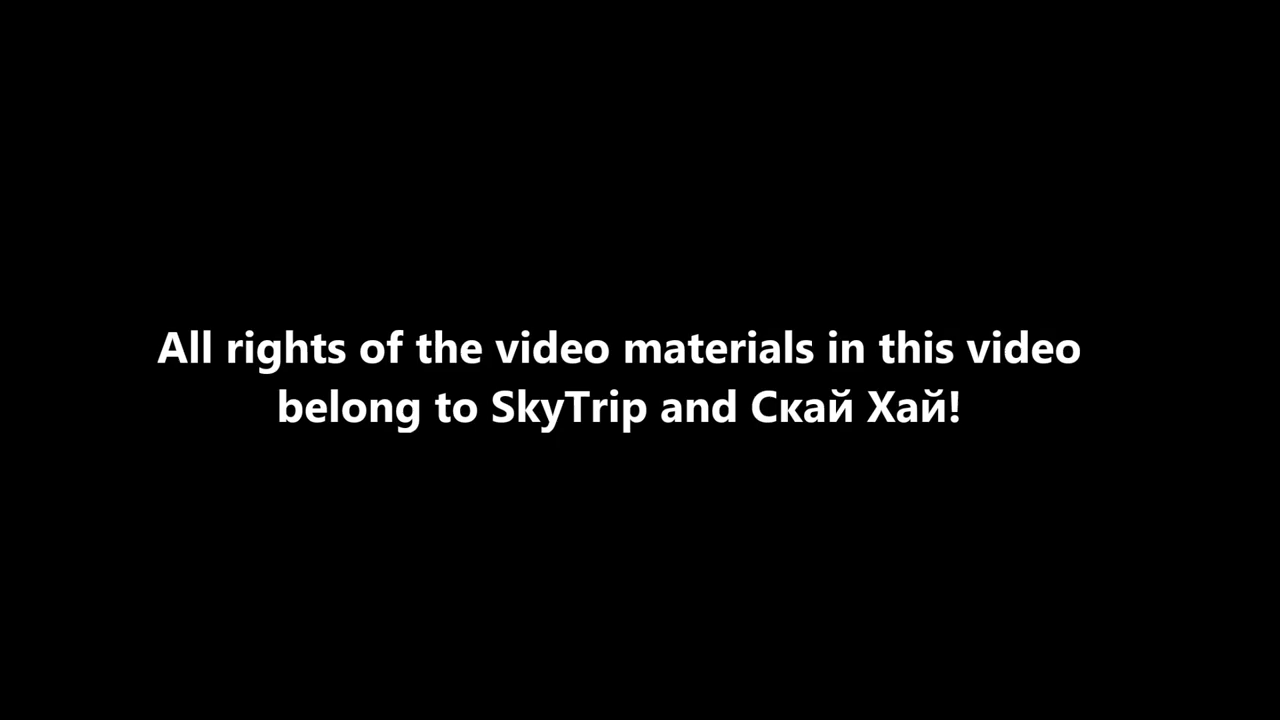 All rights of the video materials in this video
belong to SkyTrip and Скай Хай!